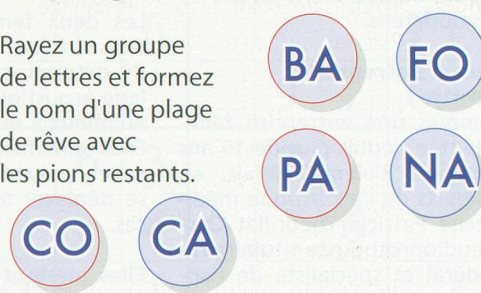 Rayez un groupe
de lettres et formez
le nom d'une plage
de rêve avec
les pions restants.
BA FO
PA NA
CO CA